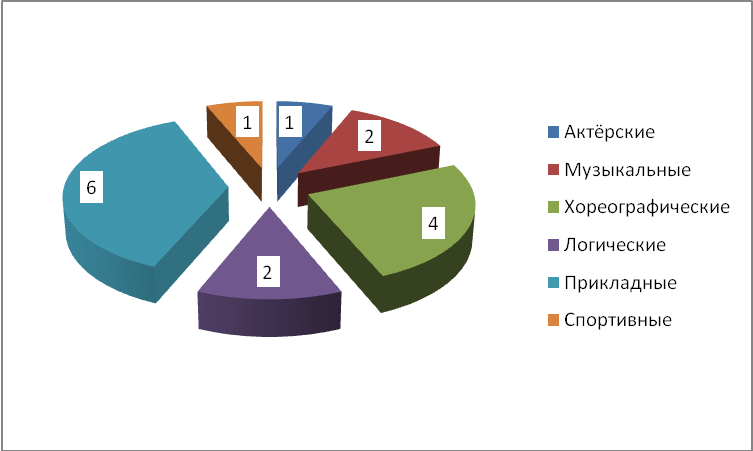 1
1
2
6
4
2
Актёрские
Музыкальные
Хореографические
Логические
Прикладные
Спортивные